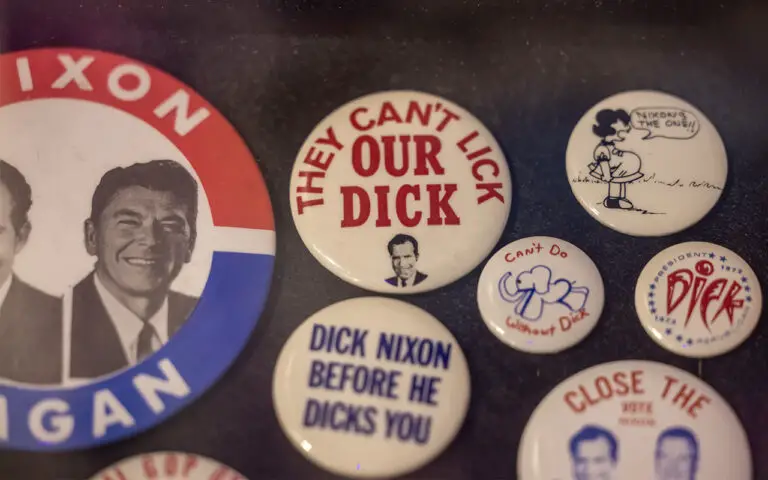 IXON
GAN
THEY CAN'T LICK
OUR
DICK
NIXON'S
THE ONE!!
CAN'T DO
Without Dick
PRESIDENT
Dick
DICK NIXON
BEFORE HE
DICKS YOU
CLOSE THE
VOTE
GOP